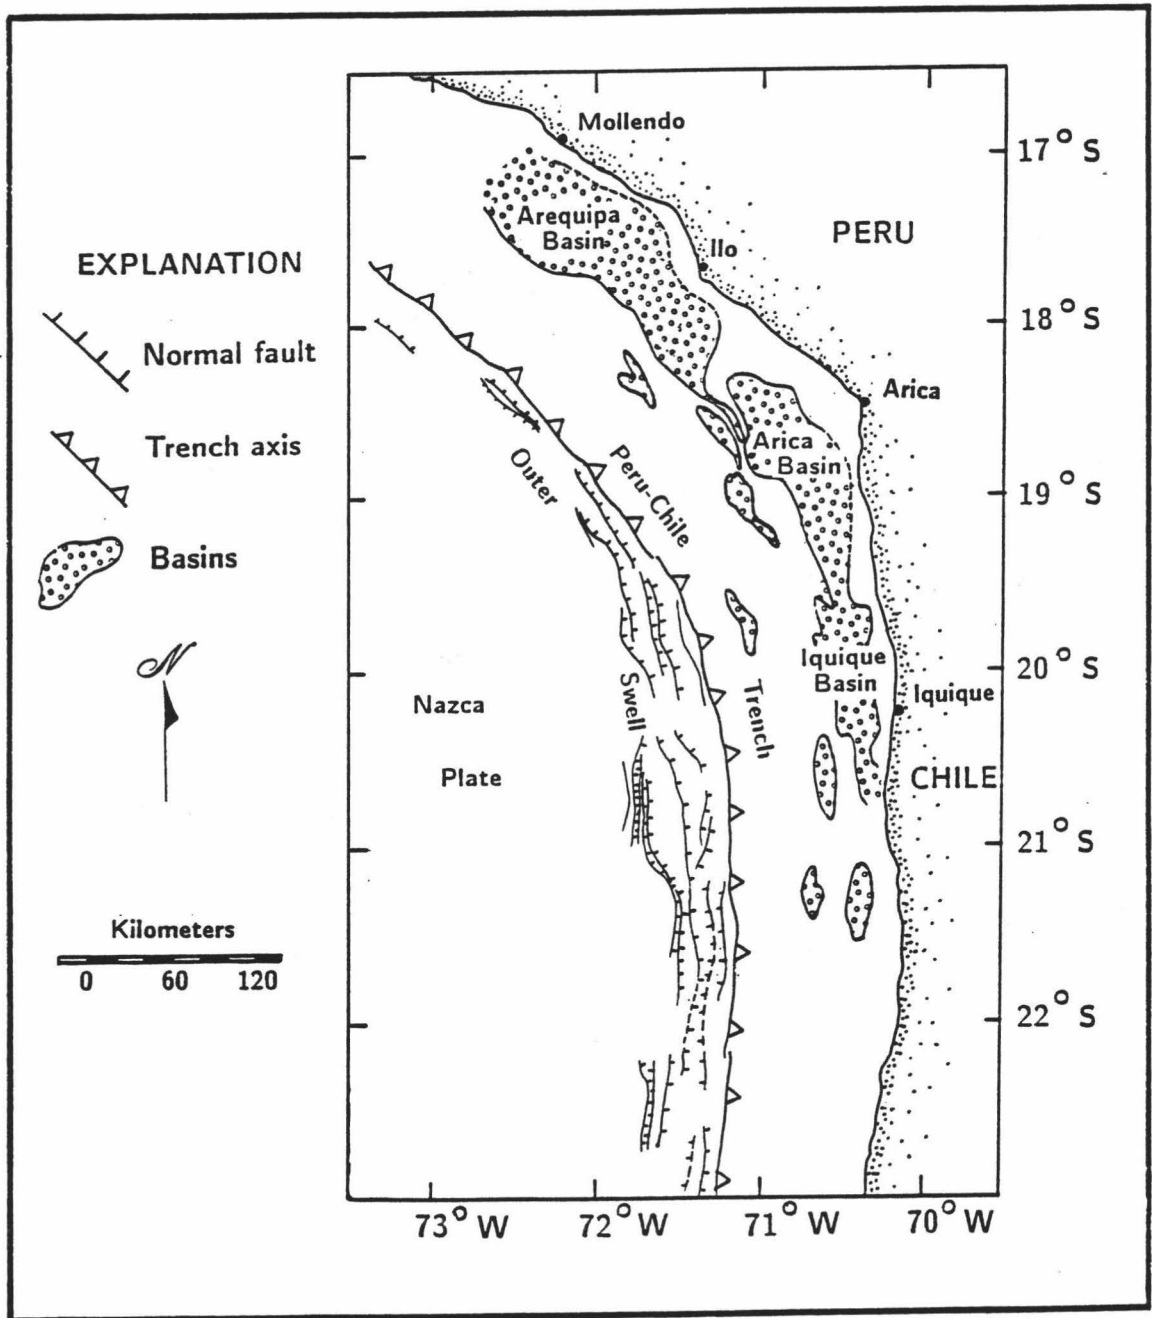 EXPLANATION
Normal fault
Trench axis
Basins
N
Kilometers
0 60 120
Mollendo
Arequipa
Basin
Ilo
PERU
Arica
Arica
Basin
Outer
Swell
Peru-Chile
Trench
Nazca
Plate
Iquique
Basin
Iquique
CHILE
17° S
18° S
19° S
20° S
21° S
22° S
73° W 72° W 71° W 70° W